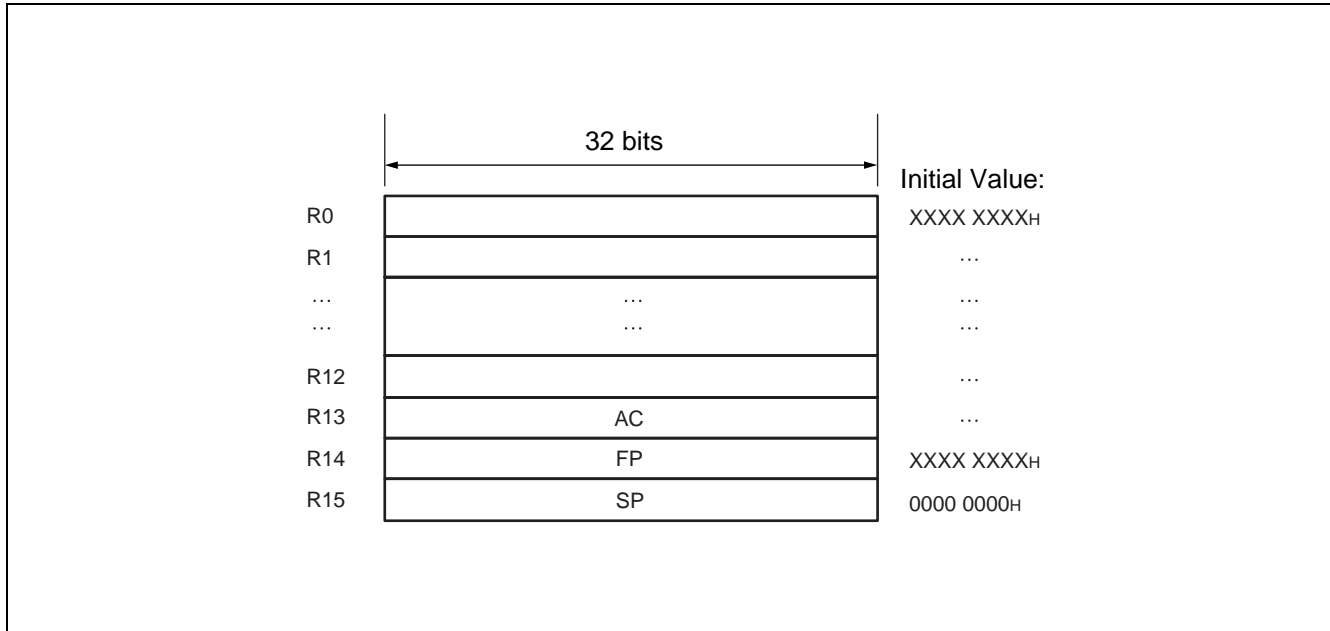 32 bits
Initial Value:
R0 XXXX XXXXH
R1 ...
... ... ...
... ... ...
R12 ...
R13 AC ...
R14 FP XXXX XXXXH
R15 SP 0000 0000H